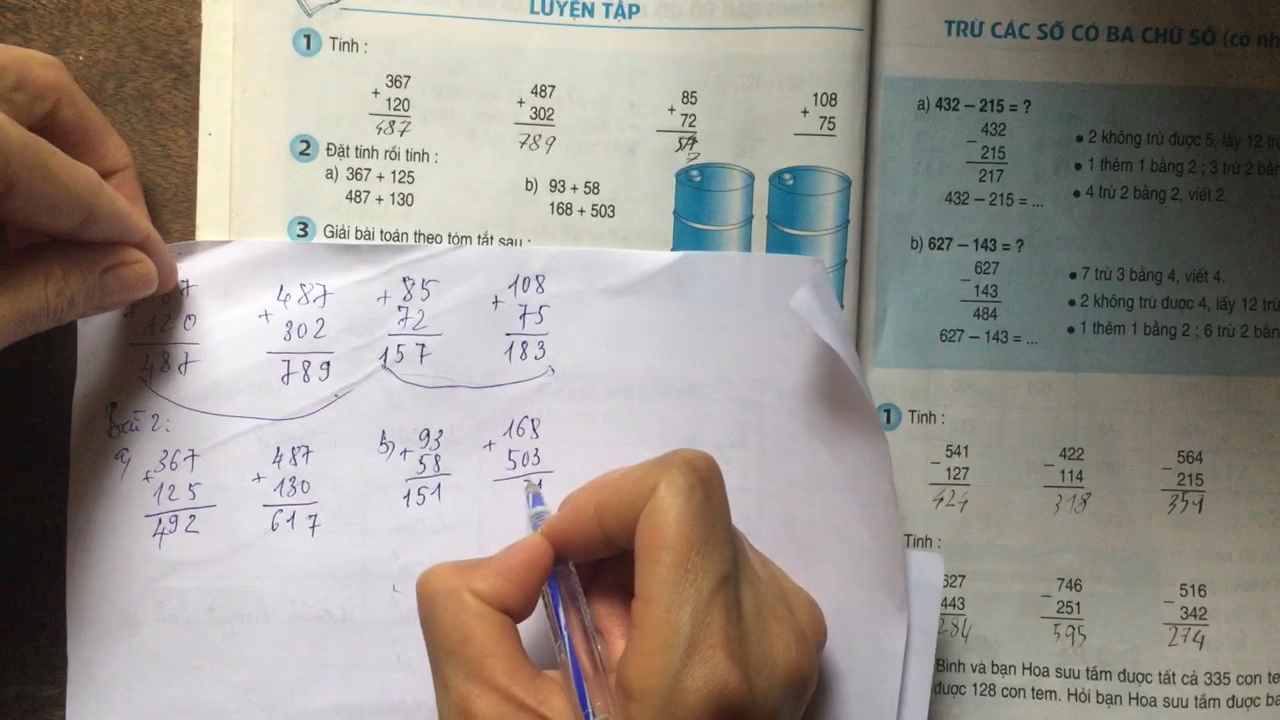 LUYỆN TẬP
1 Tính :
367 + 120 487
487 + 302 789
85 + 72
108 + 75
2 Đặt tính rồi tính :
a) 367 + 125
487 + 130
b) 93 + 58
168 + 503
3 Giải bài toán theo tóm tắt sau :
+ 120 487
487 + 302 789
85 + 72 157
108 + 75 183
Bài 2:
a) 367 + 125 492
487 + 130 617
b) 93 + 58 151
168 + 503
TRỪ CÁC SỐ CÓ BA CHỮ SỐ (có
a) 432 – 215 = ?
432 – 215 217
432 – 215 = ...
• 2 không trừ được 5, lấy 12
• 1 thêm 1 bằng 2 ; 3 trừ 2
• 4 trừ 2 bằng 2, viết 2.
b) 627 – 143 = ?
627 – 143 484
627 – 143 = ...
• 7 trừ 3 bằng 4, viết 4.
• 2 không trừ được 4, lấy 12
• 1 thêm 1 bằng 2 ; 6 trừ 2
1 Tính :
541 – 127 424
422 – 114 318
564 – 215 351
Tính :
627 443 284
746 – 251 595
516 – 342 274
Bình và bạn Hoa sưu tầm được tất cả 335 con
được 128 con tem. Hỏi bạn Hoa sưu tầm được